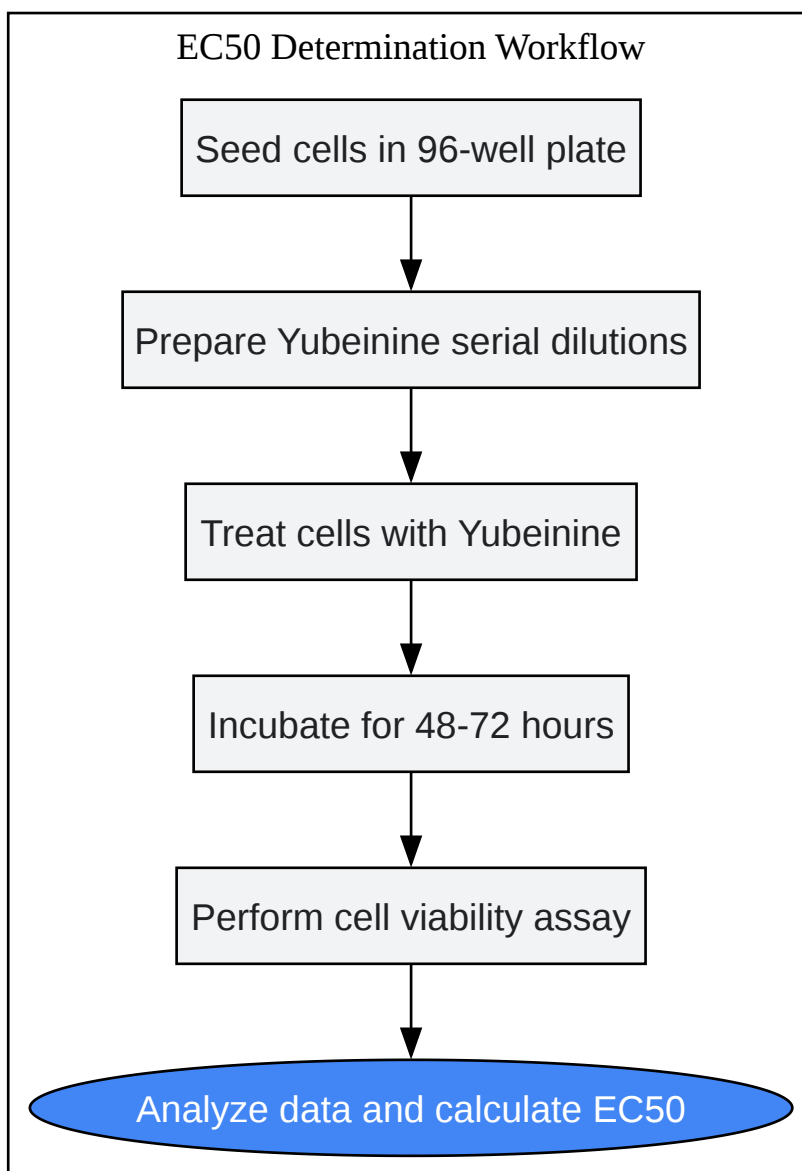 EC50 Determination Workflow
Seed cells in 96-well plate
Prepare Yubeinine serial dilutions
Treat cells with Yubeinine
Incubate for 48-72 hours
Perform cell viability assay
Analyze data and calculate EC50